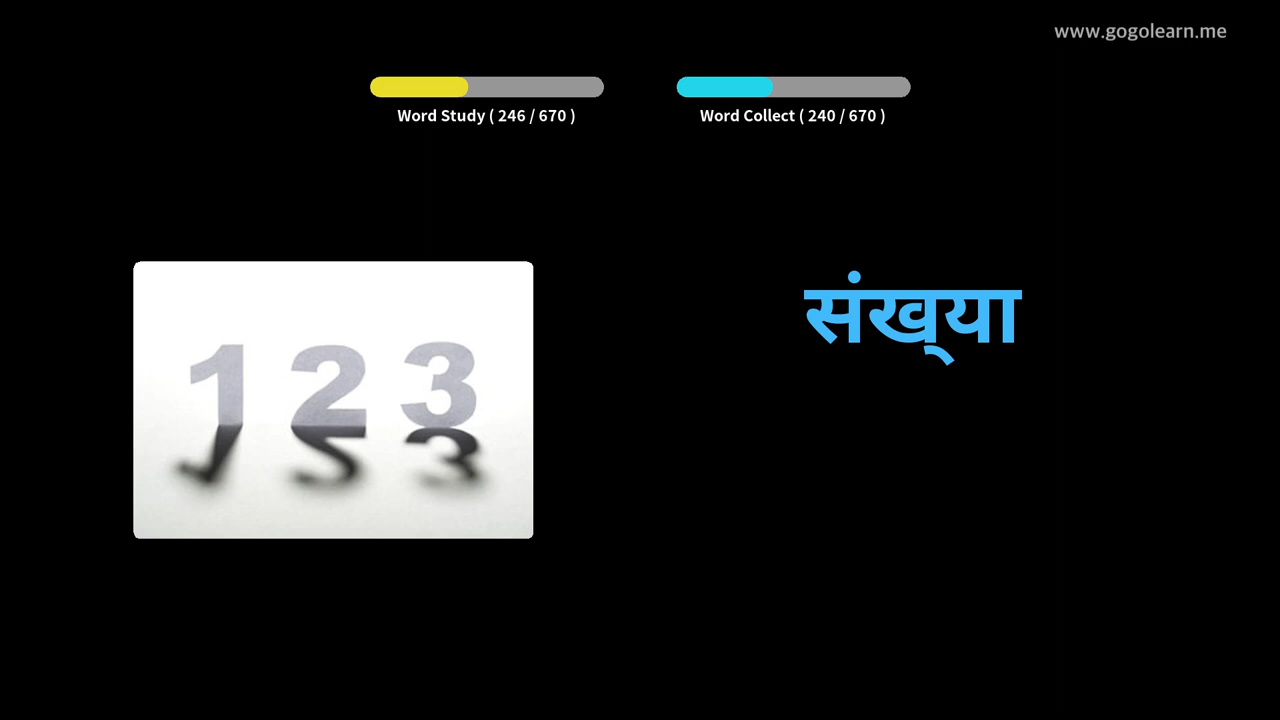 www.gogolearn.me
Word Study ( 246 / 670 )
Word Collect ( 240 / 670 )
1 2 3
संख्या